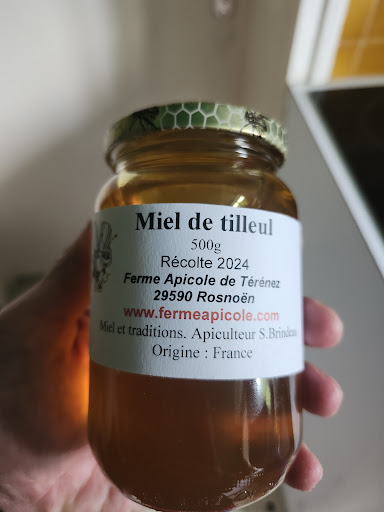 Miel de tilleul
500g
Récolte 2024
Ferme Apicole de Térénez
29590 Rosnoën
www.fermeapicole.com
Miel et traditions. Apiculteur S.Brindeau
Origine : France